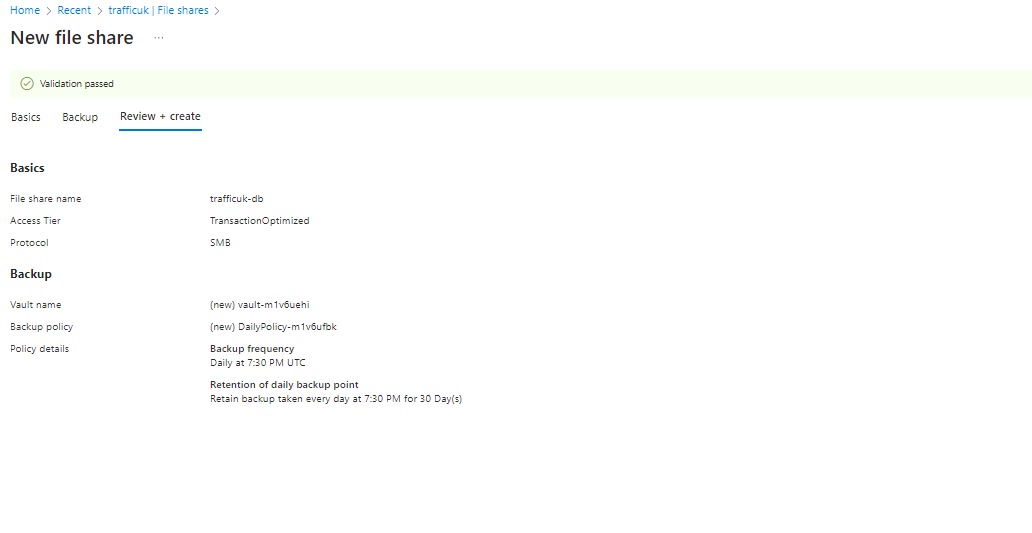 Home > Recent > trafficuk | File shares >
New file share ...
Validation passed
Basics Backup Review + create
Basics
File share name trafficuk-db
Access Tier TransactionOptimized
Protocol SMB
Backup
Vault name (new) vault-m1v6uehi
Backup policy (new) DailyPolicy-m1v6ufbk
Policy details Backup frequency
Daily at 7:30 PM UTC
Retention of daily backup point
Retain backup taken every day at 7:30 PM for 30 Day(s)